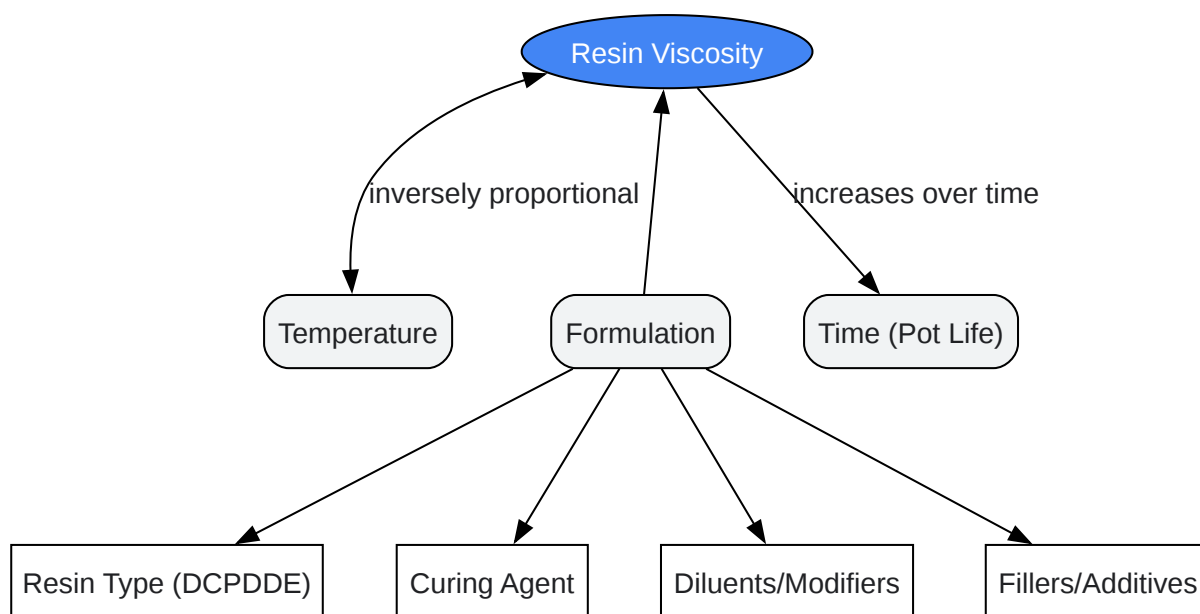 Resin Viscosity
inversely proportional
increases over time
Temperature
Formulation
Time (Pot Life)
Resin Type (DCPDDE)
Curing Agent
Diluents/Modifiers
Fillers/Additives